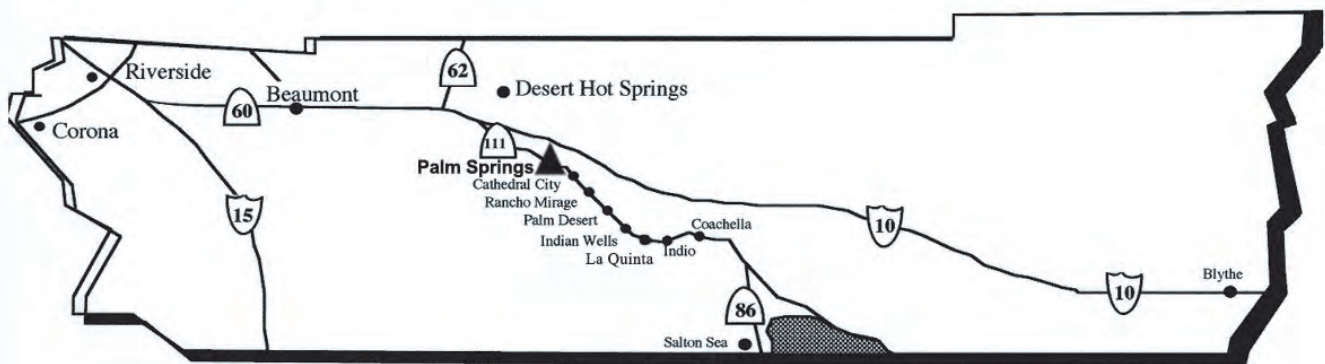 Riverside
Corona
60
Beaumont
15
62
Desert Hot Springs
111
Palm Springs
Cathedral City
Rancho Mirage
Palm Desert
Indian Wells
La Quinta
Indio
Coachella
10
10
Blythe
86
Salton Sea